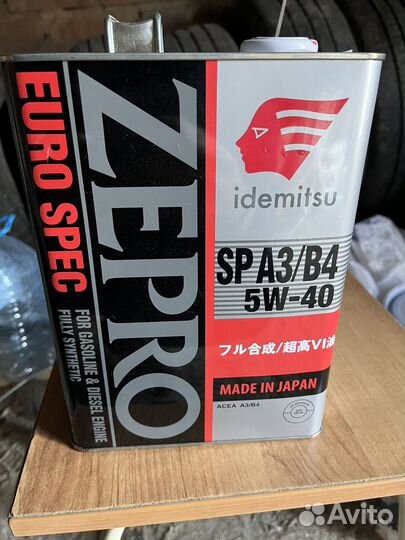 EURO SPEC
ZEPRO
FOR GASOLINE & DIESEL ENGINE
FULLY SYNTHETIC
idemitsu
SP A3/B4
5W-40
フル合成/超高VI油
MADE IN JAPAN
ACEA A3/B4
Avito